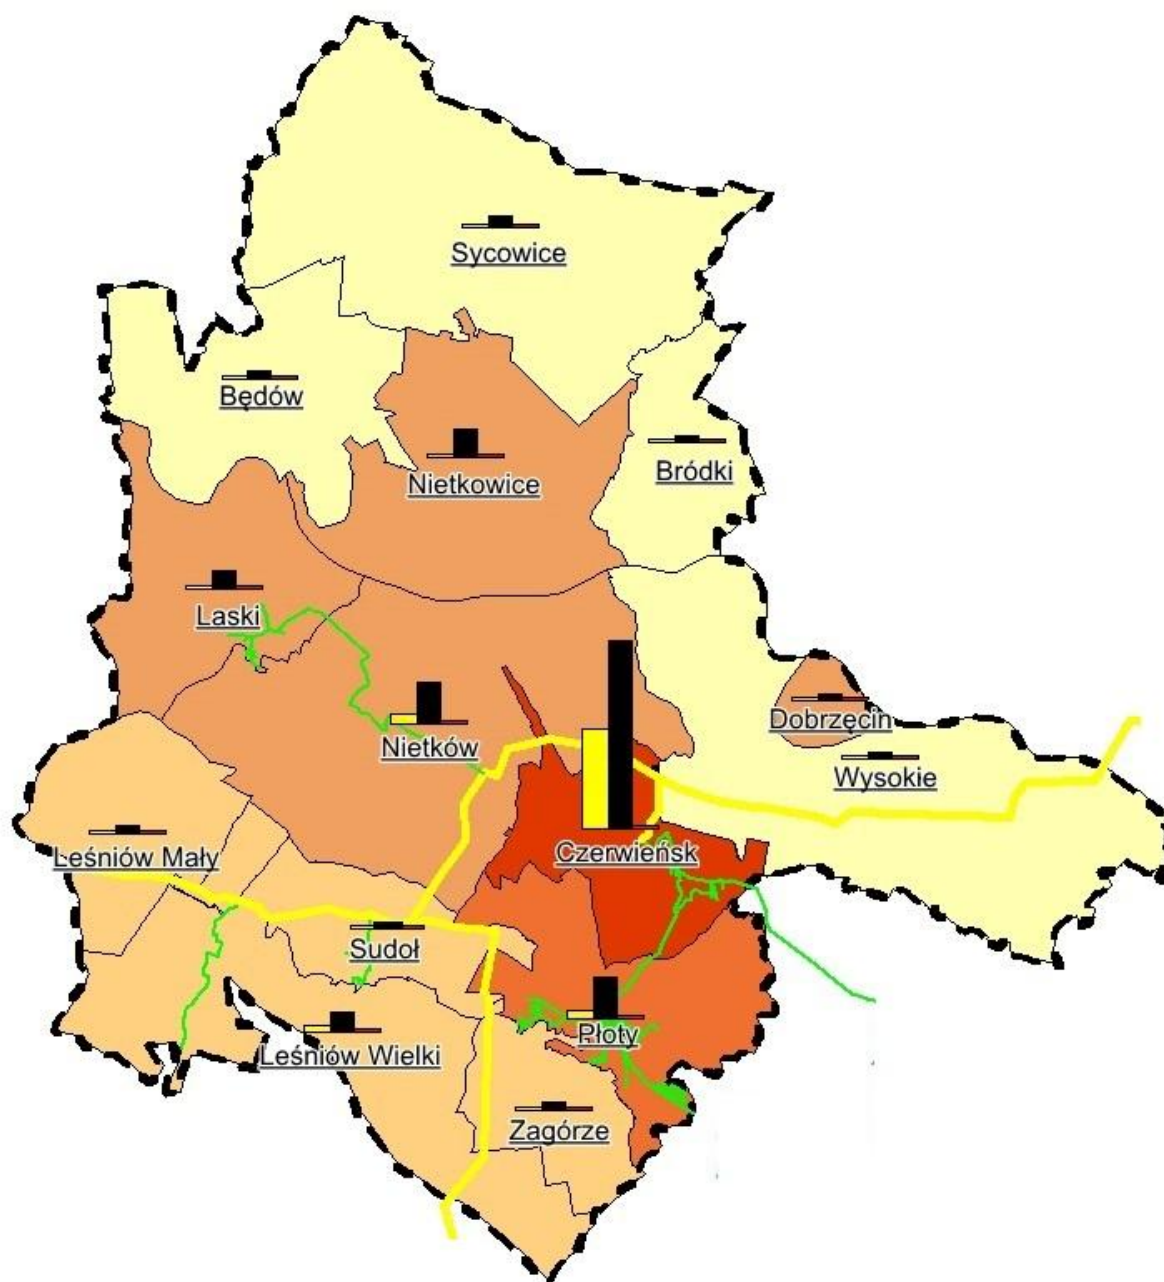 Sycowice
Będów
Bródki
Nietkowice
Laski
Dobrzęcin
Nietków
Wysokie
Czerwieńsk
Leśniów Mały
Sudoł
Płoty
Leśniów Wielki
Zagórze